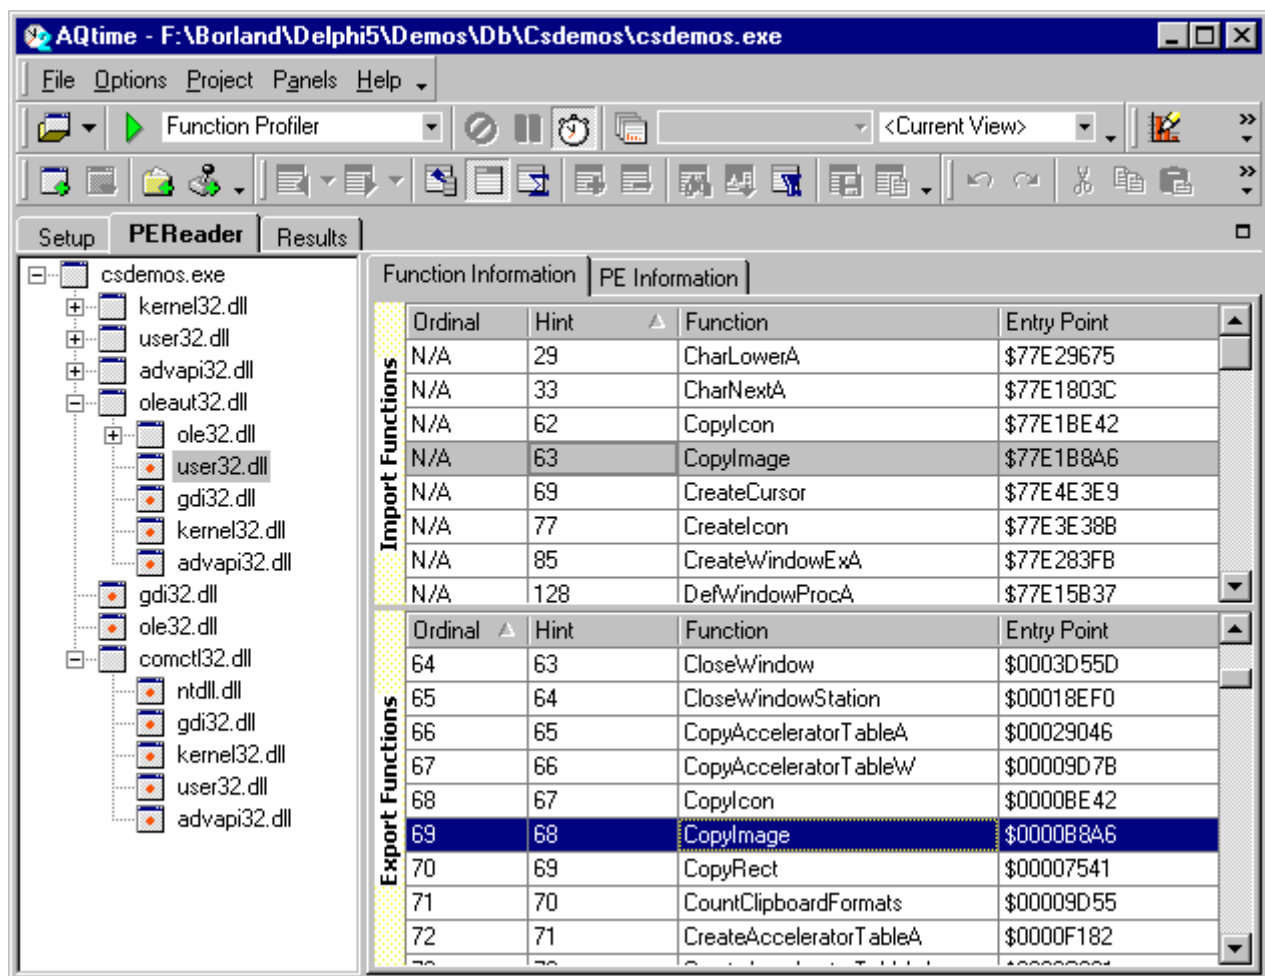 AQtime - F:\Borland\Delphi5\Demos\Db\Csdemos\csdemos.exe
File Options Project Panels Help
Function Profiler <Current View>
Setup PEReader Results
csdemos.exe
kernel32.dll
user32.dll
advapi32.dll
oleaut32.dll
ole32.dll
user32.dll
gdi32.dll
kernel32.dll
advapi32.dll
gdi32.dll
ole32.dll
comctl32.dll
ntdll.dll
gdi32.dll
kernel32.dll
user32.dll
advapi32.dll
Function Information PE Information
Import Functions
Ordinal Hint Function Entry Point
N/A 29 CharLowerA $77E29675
N/A 33 CharNextA $77E1803C
N/A 62 CopyIcon $77E1BE42
N/A 63 CopyImage $77E1B8A6
N/A 69 CreateCursor $77E4E3E9
N/A 77 CreateIcon $77E3E38B
N/A 85 CreateWindowExA $77E283FB
N/A 128 DefWindowProcA $77E15B37
Export Functions
Ordinal Hint Function Entry Point
64 63 CloseWindow $0003D55D
65 64 CloseWindowStation $00018EF0
66 65 CopyAcceleratorTableA $00029046
67 66 CopyAcceleratorTableW $00009D7B
68 67 CopyIcon $0000BE42
69 68 CopyImage $0000B8A6
70 69 CopyRect $00007541
71 70 CountClipboardFormats $00009D55
72 71 CreateAcceleratorTableA $0000F182